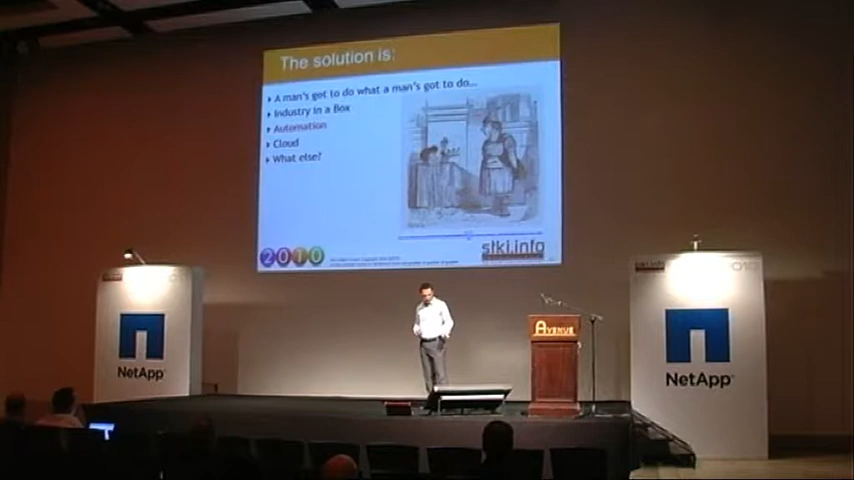 The solution is:
A man's got to do what a man's got to do...
Industry in a Box
Automation
Cloud
What else?
2010
stki.info
NetApp
AVENUE
NetApp